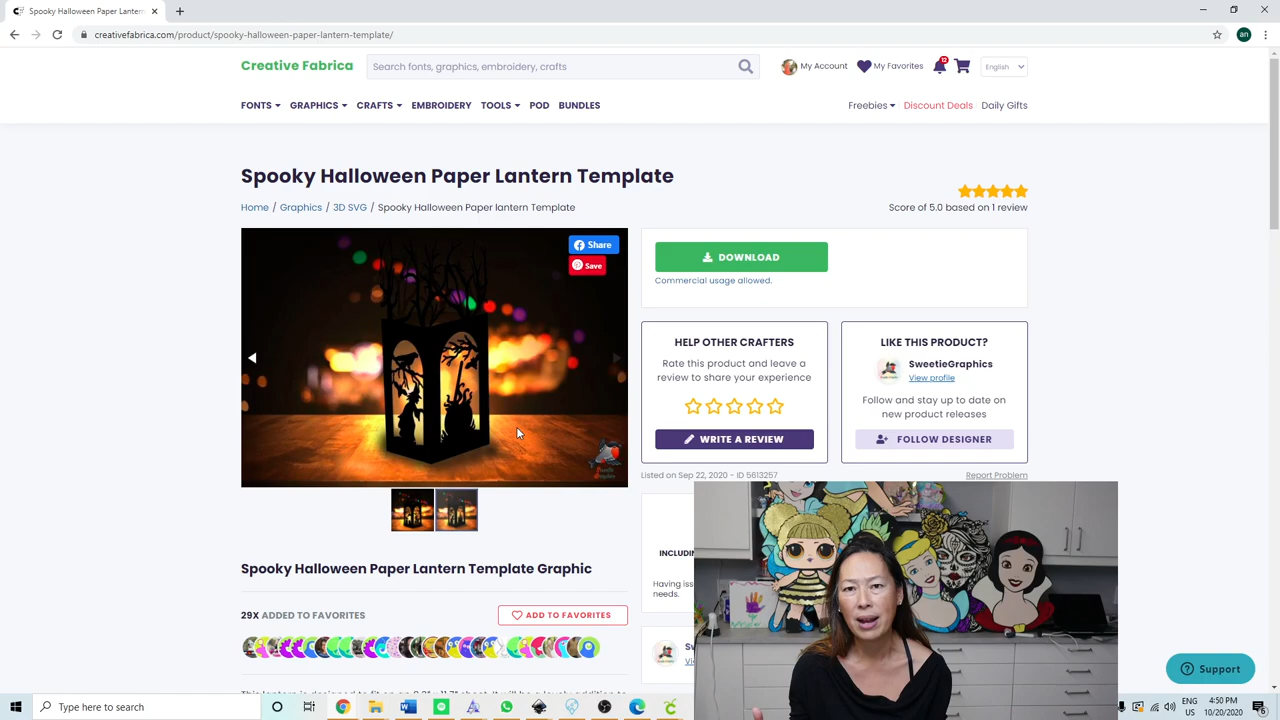 Spooky Halloween Paper Lantern
creativefabrica.com/product/spooky-halloween-paper-lantern-template/
an
Creative Fabrica
Search fonts, graphics, embroidery, crafts
My Account
My Favorites
12
English
FONTS
GRAPHICS
CRAFTS
EMBROIDERY
TOOLS
POD
BUNDLES
Freebies
Discount Deals
Daily Gifts
Spooky Halloween Paper Lantern Template
Home / Graphics / 3D SVG / Spooky Halloween Paper lantern Template
Score of 5.0 based on 1 review
Share
Save
DOWNLOAD
Commercial usage allowed.
HELP OTHER CRAFTERS
Rate this product and leave a
review to share your experience
WRITE A REVIEW
LIKE THIS PRODUCT?
SweetieGraphics
View profile
Follow and stay up to date on
new product releases
FOLLOW DESIGNER
Listed on Sep 22, 2020 - ID 5613257
Report Problem
Spooky Halloween Paper Lantern Template Graphic
29X ADDED TO FAVORITES
ADD TO FAVORITES
Having
needs.
Support
Type here to search
ENG
US
4:50 PM
10/20/2020